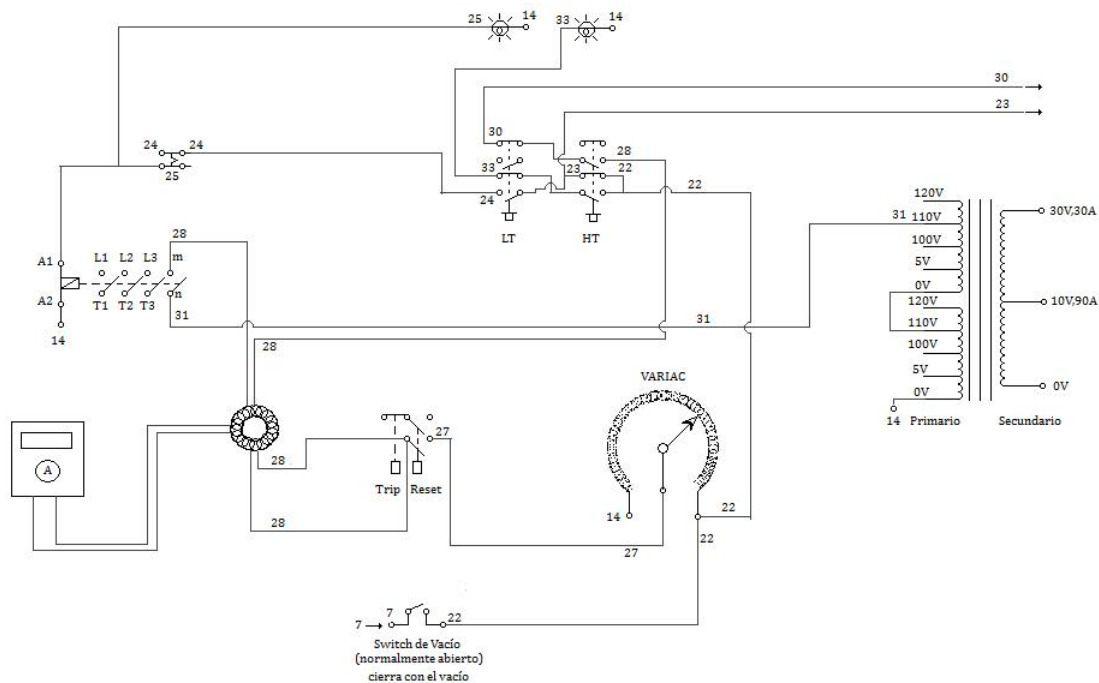 25
14
33
14
30
23
24
24
25
30
28
33
23
22
24
22
LT
HT
120V
31
110V
100V
5V
0V
120V
110V
100V
5V
0V
14
Primario
Secundario
30V,30A
10V,90A
0V
28
m
A1
L1
L2
L3
A2
T1
T2
T3
n
31
14
31
28
VARIAC
A
28
27
Trip
Reset
28
14
22
27
22
7
7
22
Switch de Vacío
(normalmente abierto)
cierra con el vacío